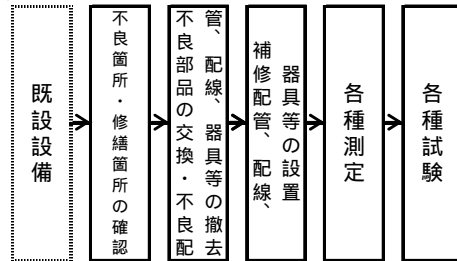 既設設備
不良箇所・修繕箇所の確認
不良部品の交換・不良配
管、配線、器具等の撤去
補修配管、配線、
器具等の設置
各種測定
各種試験